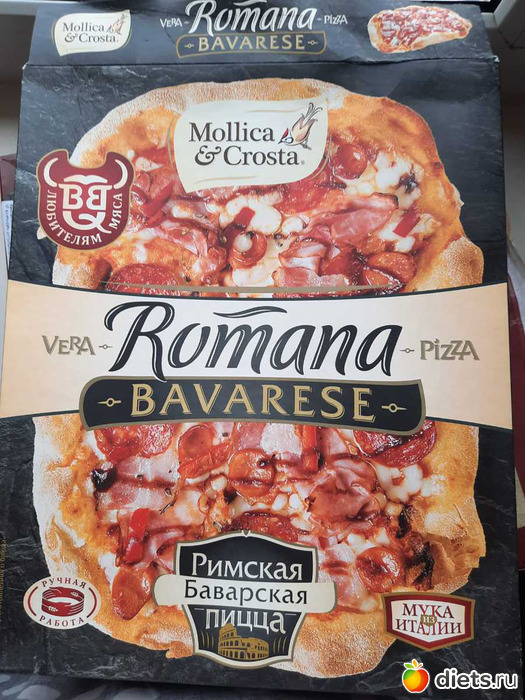 Mollica
& Crosta®
VERA - Romana - PIZZA
BAVARESE
Mollica
& Crosta®
BBQ
ЛЮБИТЕЛЯМ МЯСА
VERA - Romana - PIZZA
BAVARESE
Римская
Баварская
пицца
РУЧНАЯ
РАБОТА
МУКА
ИЗ
ИТАЛИИ
diets.ru